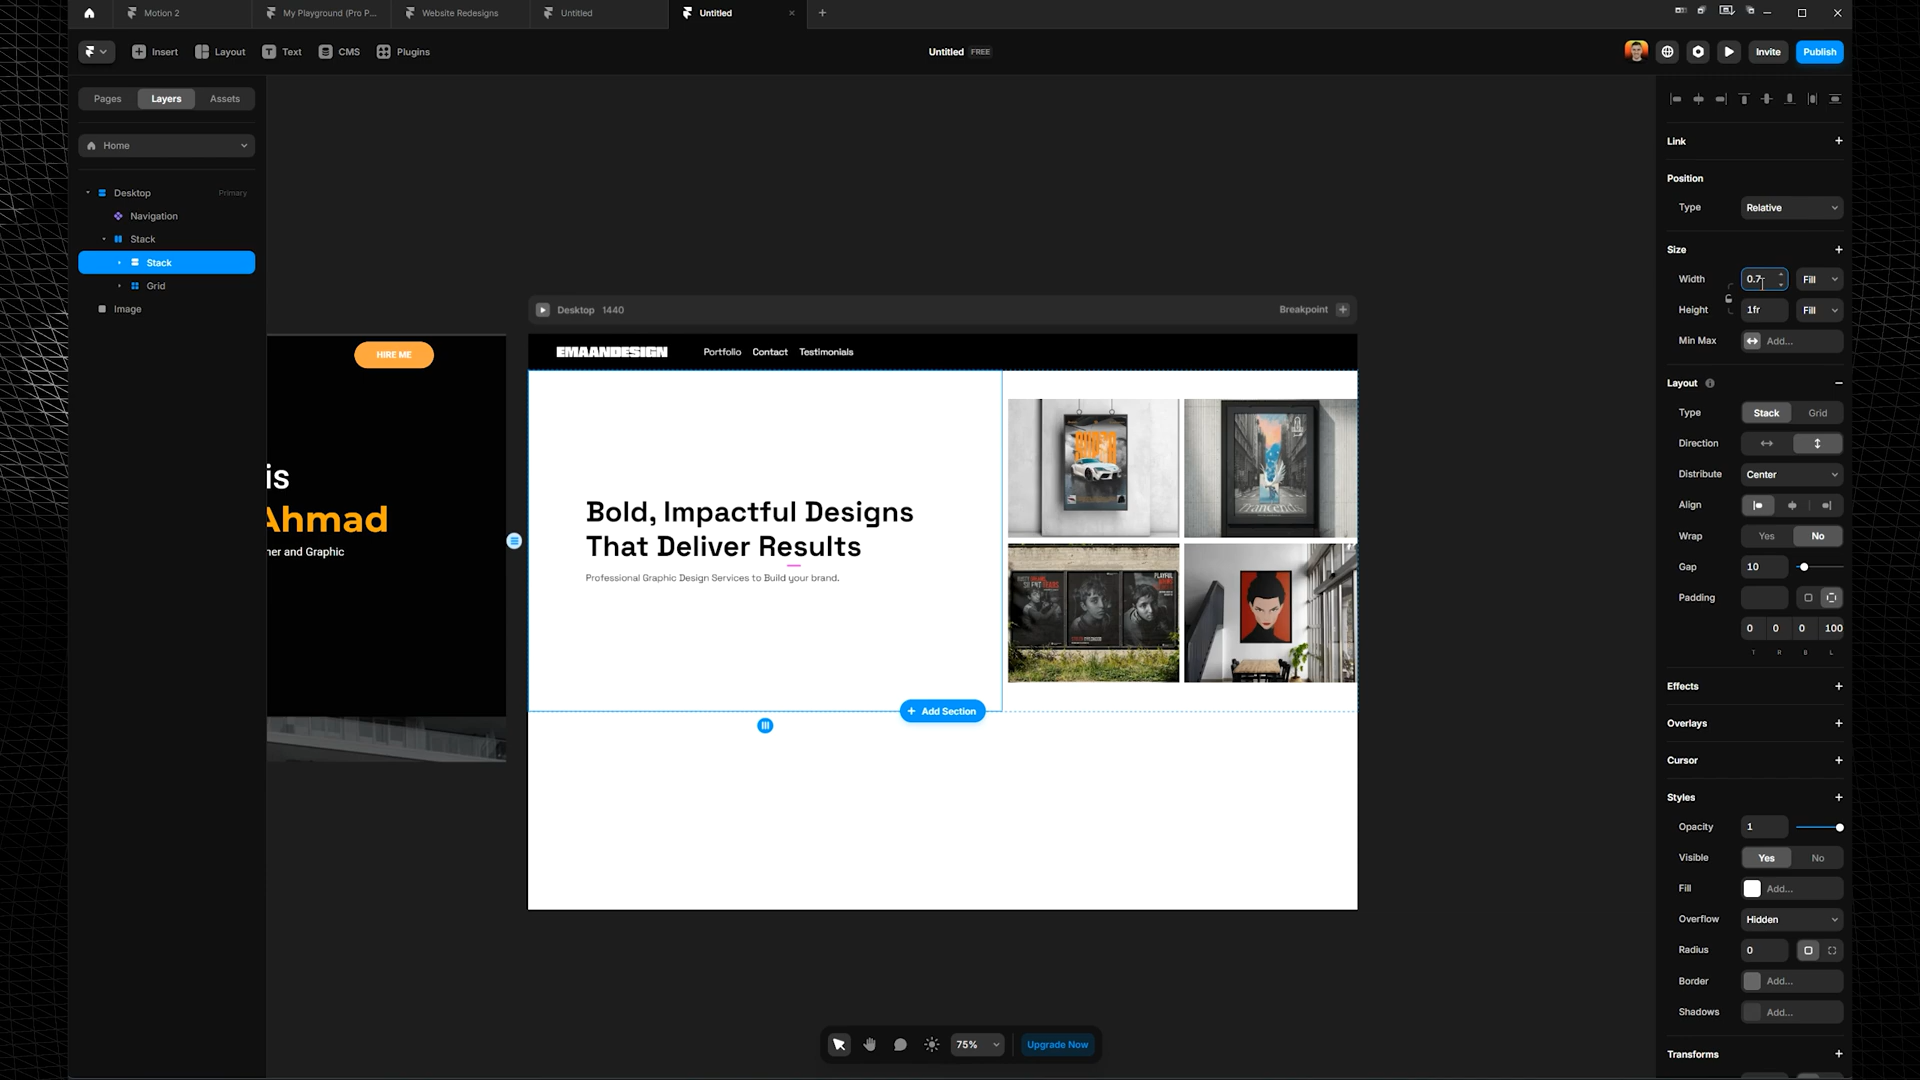 Motion 2
My Playground (Pro P...
Website Redesigns
Untitled
Untitled
Insert
Layout
Text
CMS
Plugins
Untitled FREE
Invite
Publish
Pages
Layers
Assets
Home
Desktop
Primary
Navigation
Stack
Stack
Grid
Image
Desktop 1440
Breakpoint
HIRE ME
is
Ahmad
ner and Graphic
EMAANDESIGN
Portfolio
Contact
Testimonials
Bold, Impactful Designs
That Deliver Results
Professional Graphic Design Services to Build your brand.
Add Section
75%
Upgrade Now
Link
Position
Type
Relative
Size
Width
0.7
Fill
Height
1fr
Fill
Min Max
Add...
Layout
Type
Stack
Grid
Direction
Distribute
Center
Align
Wrap
Yes
No
Gap
10
Padding
0
0
0
100
T
R
B
L
Effects
Overlays
Cursor
Styles
Opacity
1
Visible
Yes
No
Fill
Add...
Overflow
Hidden
Radius
0
Border
Add...
Shadows
Add...
Transforms